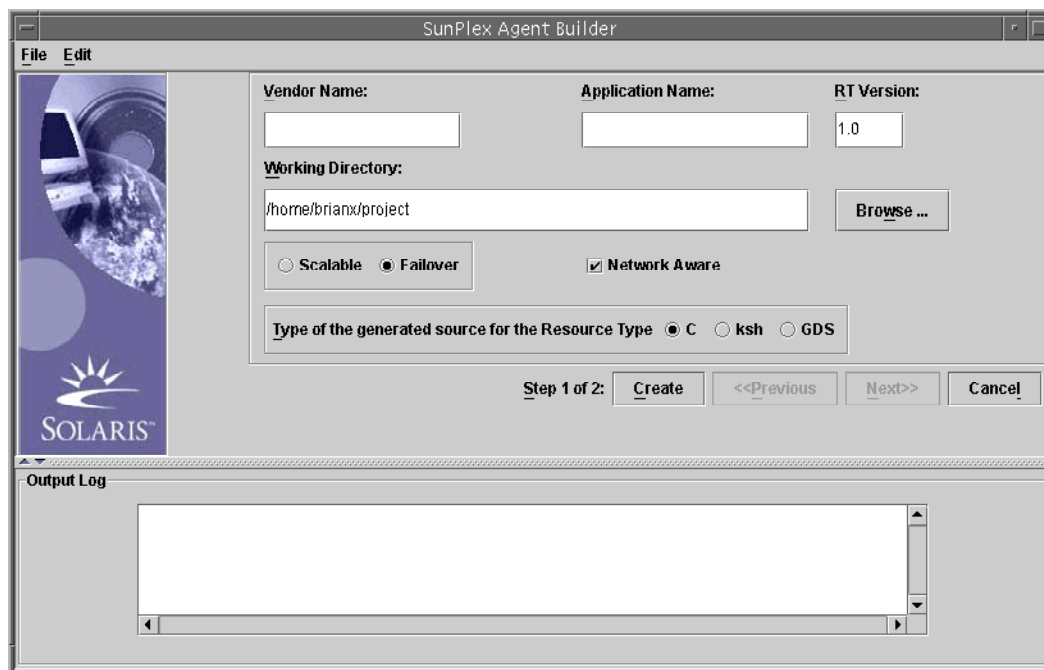 SunPlex Agent Builder
File Edit
Vendor Name: Application Name: RT Version:
1.0
Working Directory:
/home/brianx/project Browse ...
Scalable Failover Network Aware
Type of the generated source for the Resource Type C ksh GDS
Step 1 of 2: Create <<Previous Next>> Cancel
SOLARIS™
Output Log